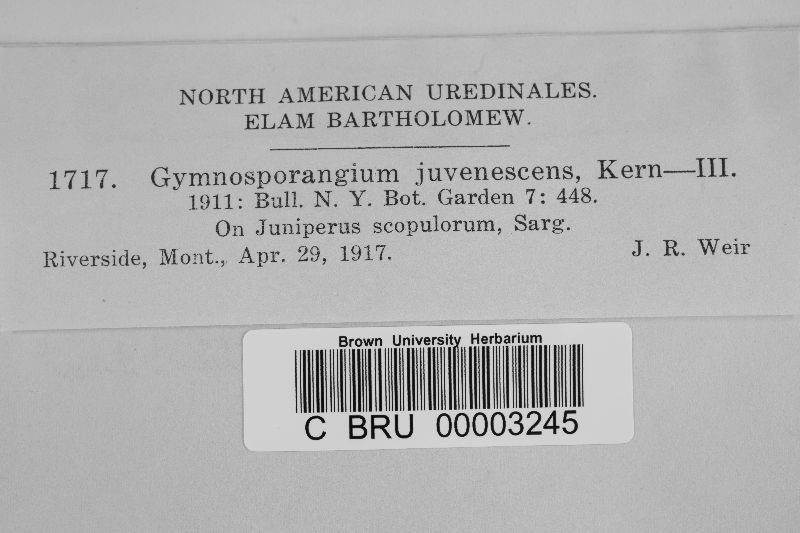 NORTH AMERICAN UREDINALES.
ELAM BARTHOLOMEW.
1717. Gymnosporangium juvenescens, Kern—III.
1911: Bull. N. Y. Bot. Garden 7: 448.
On Juniperus scopulorum, Sarg.
Riverside, Mont., Apr. 29, 1917. J. R. Weir
Brown University Herbarium
C BRU 00003245